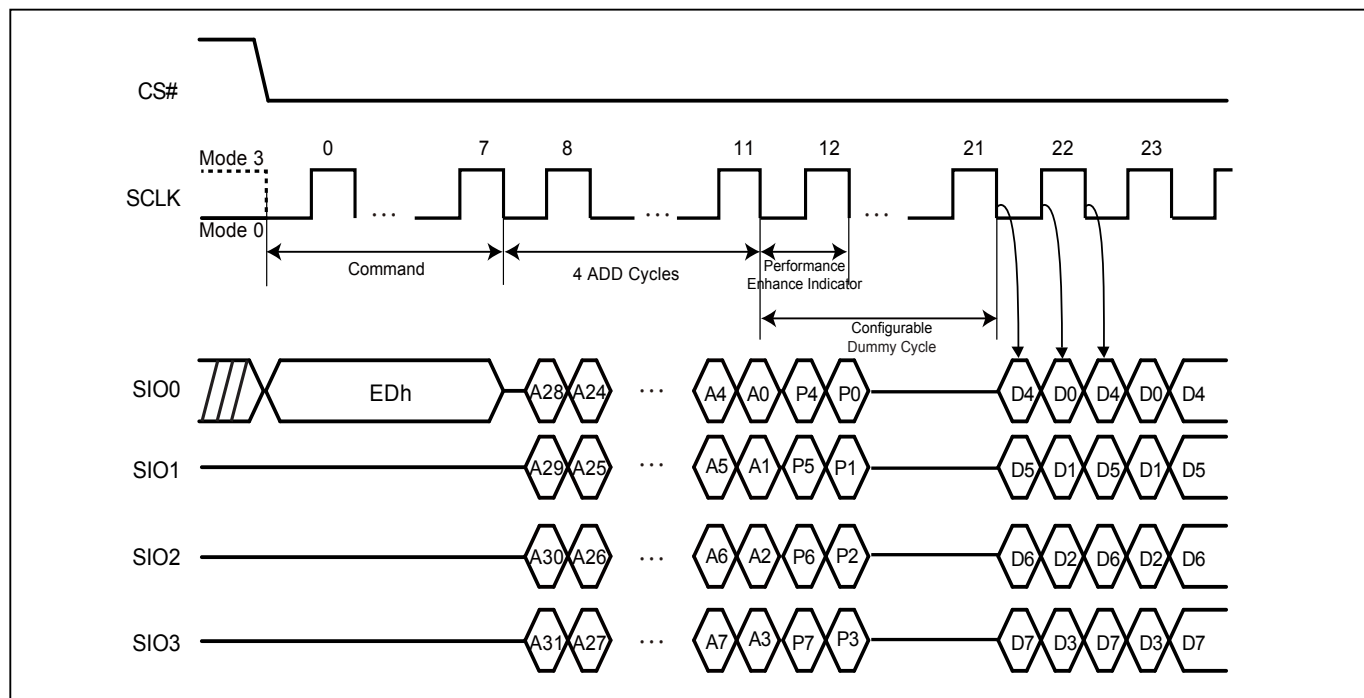 CS#
0 7 8 11 12 21 22 23
Mode 3
SCLK
... ... ...
Mode 0
Command
4 ADD Cycles
Performance
Enhance Indicator
Configurable
Dummy Cycle
SIO0 EDh A28 A24 ... A4 A0 P4 P0 D4 D0 D4 D0 D4
SIO1 A29 A25 ... A5 A1 P5 P1 D5 D1 D5 D1 D5
SIO2 A30 A26 ... A6 A2 P6 P2 D6 D2 D6 D2 D6
SIO3 A31 A27 ... A7 A3 P7 P3 D7 D3 D7 D3 D7